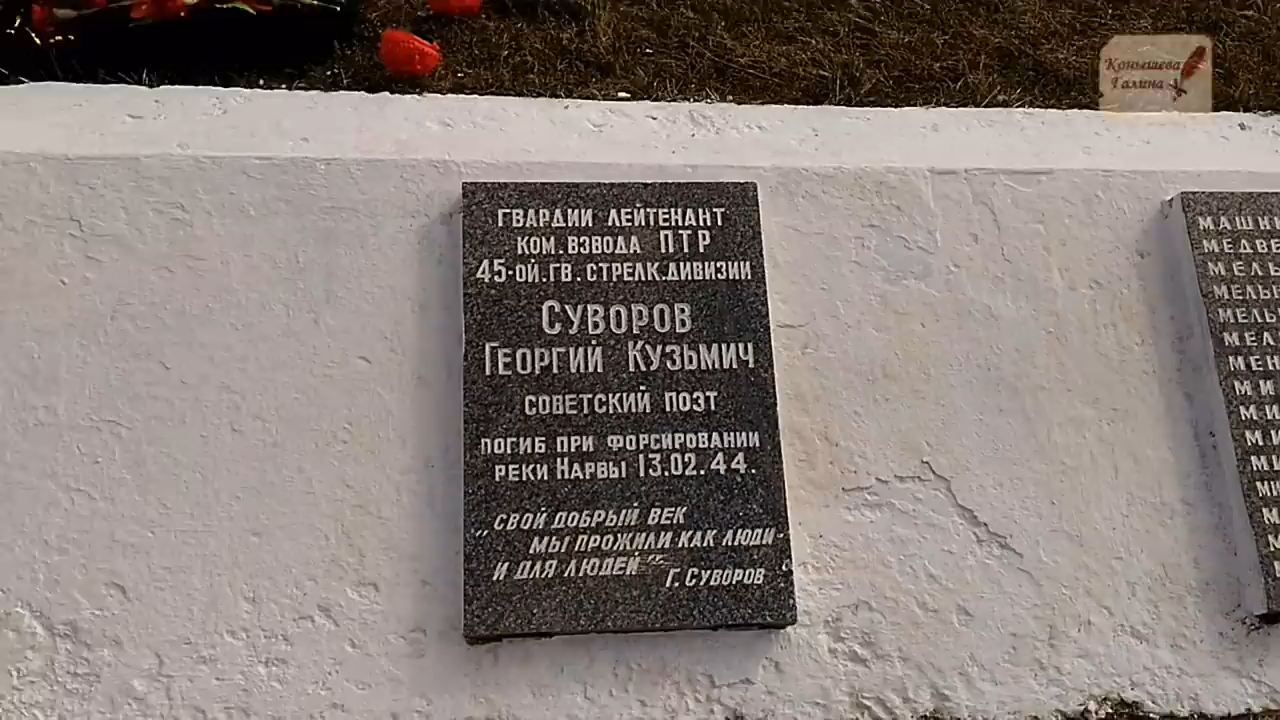 Конышева
Галина
ГВАРДИИ ЛЕЙТЕНАНТ
КОМ. ВЗВОДА ПТР
45-ОЙ. ГВ. СТРЕЛК. ДИВИЗИИ
СУВОРОВ
ГЕОРГИЙ КУЗЬМИЧ
СОВЕТСКИЙ ПОЭТ
ПОГИБ ПРИ ФОРСИРОВАНИИ
РЕКИ НАРВЫ 13.02.44.
„СВОЙ ДОБРЫЙ ВЕК
МЫ ПРОЖИЛИ КАК ЛЮДИ-
И ДЛЯ ЛЮДЕЙ“
Г. СУВОРОВ